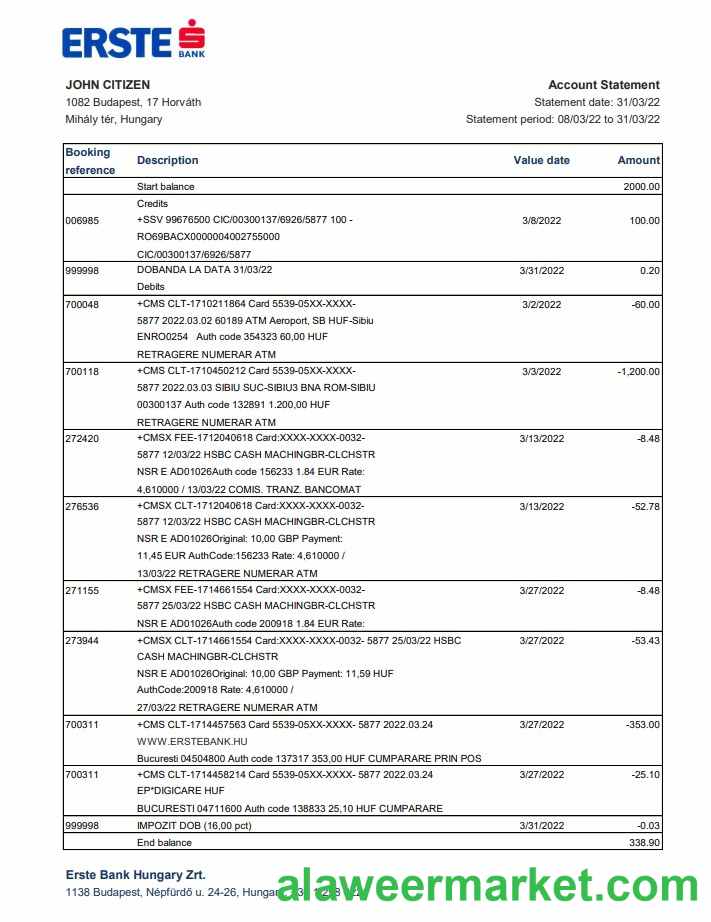 ERSTE
BANK
JOHN CITIZEN
Account Statement
1082 Budapest, 17 Horváth
Statement date: 31/03/22
Mihály tér, Hungary
Statement period: 08/03/22 to 31/03/22
Booking reference Description Value date Amount
Start balance 2000.00
Credits
006985 +SSV 99676500 CIC/00300137/6926/5877 100 - 3/8/2022 100.00
RO69BACX0000004002755000
CIC/00300137/6926/5877
999998 DOBANDA LA DATA 31/03/22 3/31/2022 0.20
Debits
700048 +CMS CLT-1710211864 Card 5539-05XX-XXXX- 3/2/2022 -60.00
5877 2022.03.02 60189 ATM Aeroport, SB HUF-Sibiu
ENRO0254 Auth code 354323 60,00 HUF
RETRAGERE NUMERAR ATM
700118 +CMS CLT-1710450212 Card 5539-05XX-XXXX- 3/3/2022 -1,200.00
5877 2022.03.03 SIBIU SUC-SIBIU3 BNA ROM-SIBIU
00300137 Auth code 132891 1.200,00 HUF
RETRAGERE NUMERAR ATM
272420 +CMSX FEE-1712040618 Card:XXXX-XXXX-0032- 3/13/2022 -8.48
5877 12/03/22 HSBC CASH MACHINGBR-CLCHSTR
NSR E AD01026Auth code 156233 1.84 EUR Rate:
4,610000 / 13/03/22 COMIS. TRANZ. BANCOMAT
276536 +CMSX CLT-1712040618 Card:XXXX-XXXX-0032- 3/13/2022 -52.78
5877 12/03/22 HSBC CASH MACHINGBR-CLCHSTR
NSR E AD01026Original: 10,00 GBP Payment:
11,45 EUR AuthCode:156233 Rate: 4,610000 /
13/03/22 RETRAGERE NUMERAR ATM
271155 +CMSX FEE-1714661554 Card:XXXX-XXXX-0032- 3/27/2022 -8.48
5877 25/03/22 HSBC CASH MACHINGBR-CLCHSTR
NSR E AD01026Auth code 200918 1.84 EUR Rate:
273944 +CMSX CLT-1714661554 Card:XXXX-XXXX-0032- 5877 25/03/22 HSBC 3/27/2022 -53.43
CASH MACHINGBR-CLCHSTR
NSR E AD01026Original: 10,00 GBP Payment: 11,59 HUF
AuthCode:200918 Rate: 4,610000 /
27/03/22 RETRAGERE NUMERAR ATM
700311 +CMS CLT-1714457563 Card 5539-05XX-XXXX- 5877 2022.03.24 3/27/2022 -353.00
WWW.ERSTEBANK.HU
Bucuresti 04504800 Auth code 137317 353,00 HUF CUMPARARE PRIN POS
700311 +CMS CLT-1714458214 Card 5539-05XX-XXXX- 5877 2022.03.24 3/27/2022 -25.10
EP*DIGICARE HUF
BUCURESTI 04711600 Auth code 138833 25,10 HUF CUMPARARE
999998 IMPOZIT DOB (16,00 pct) 3/31/2022 -0.03
End balance 338.90
Erste Bank Hungary Zrt.
1138 Budapest, Népfürdő u. 24-26, Hungary
alaweermarket.com